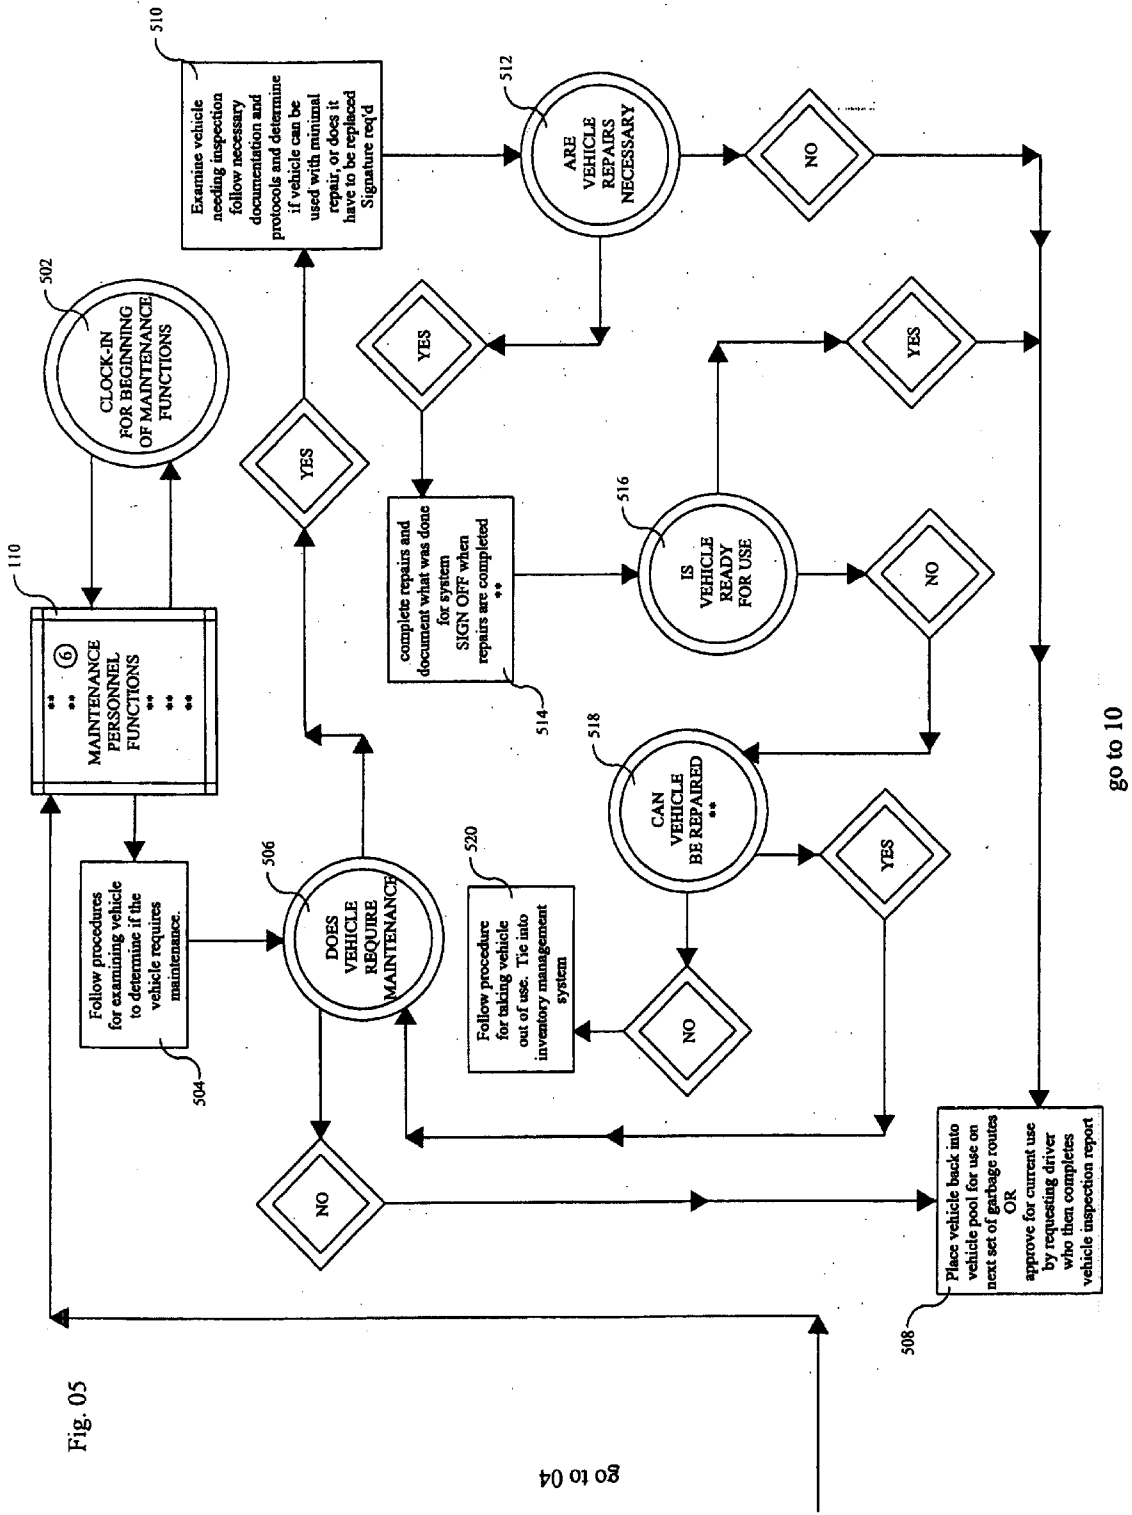 Fig. 05
go to 04
110
6
**
**
MAINTENANCE
PERSONNEL
FUNCTIONS
**
**
**
502
CLOCK-IN
FOR BEGINNING
OF MAINTENANCE
FUNCTIONS
504
Follow procedures
for examining vehicle
to determine if the
vehicle requires
maintenance.
506
DOES
VEHICLE
REQUIRE
MAINTENANCE
NO
YES
510
Examine vehicle
needing inspection
follow necessary
documentation and
protocols and determine
if vehicle can be
used with minimal
repair, or does it
have to be replaced
Signature req'd
512
ARE
VEHICLE
REPAIRS
NECESSARY
YES
NO
514
complete repairs and
document what was done
for system
SIGN OFF when
repairs are completed
**
516
IS
VEHICLE
READY
FOR USE
YES
NO
518
CAN
VEHICLE
BE REPAIRED
**
NO
YES
520
Follow procedure
for taking vehicle
out of use. Tie into
inventory management
system
508
Place vehicle back into
vehicle pool for use on
next set of garbage routes
OR
approve for current use
by requesting driver
who then completes
vehicle inspection report
go to 10